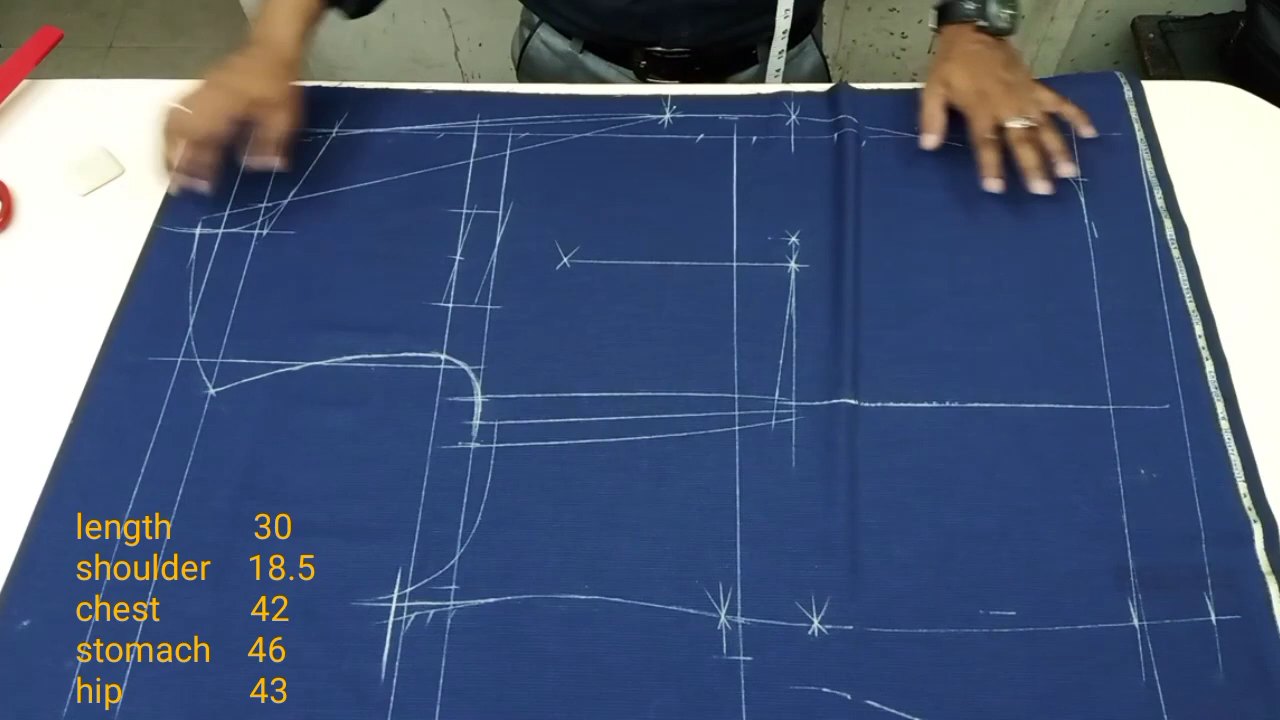 length 30
shoulder 18.5
chest 42
stomach 46
hip 43